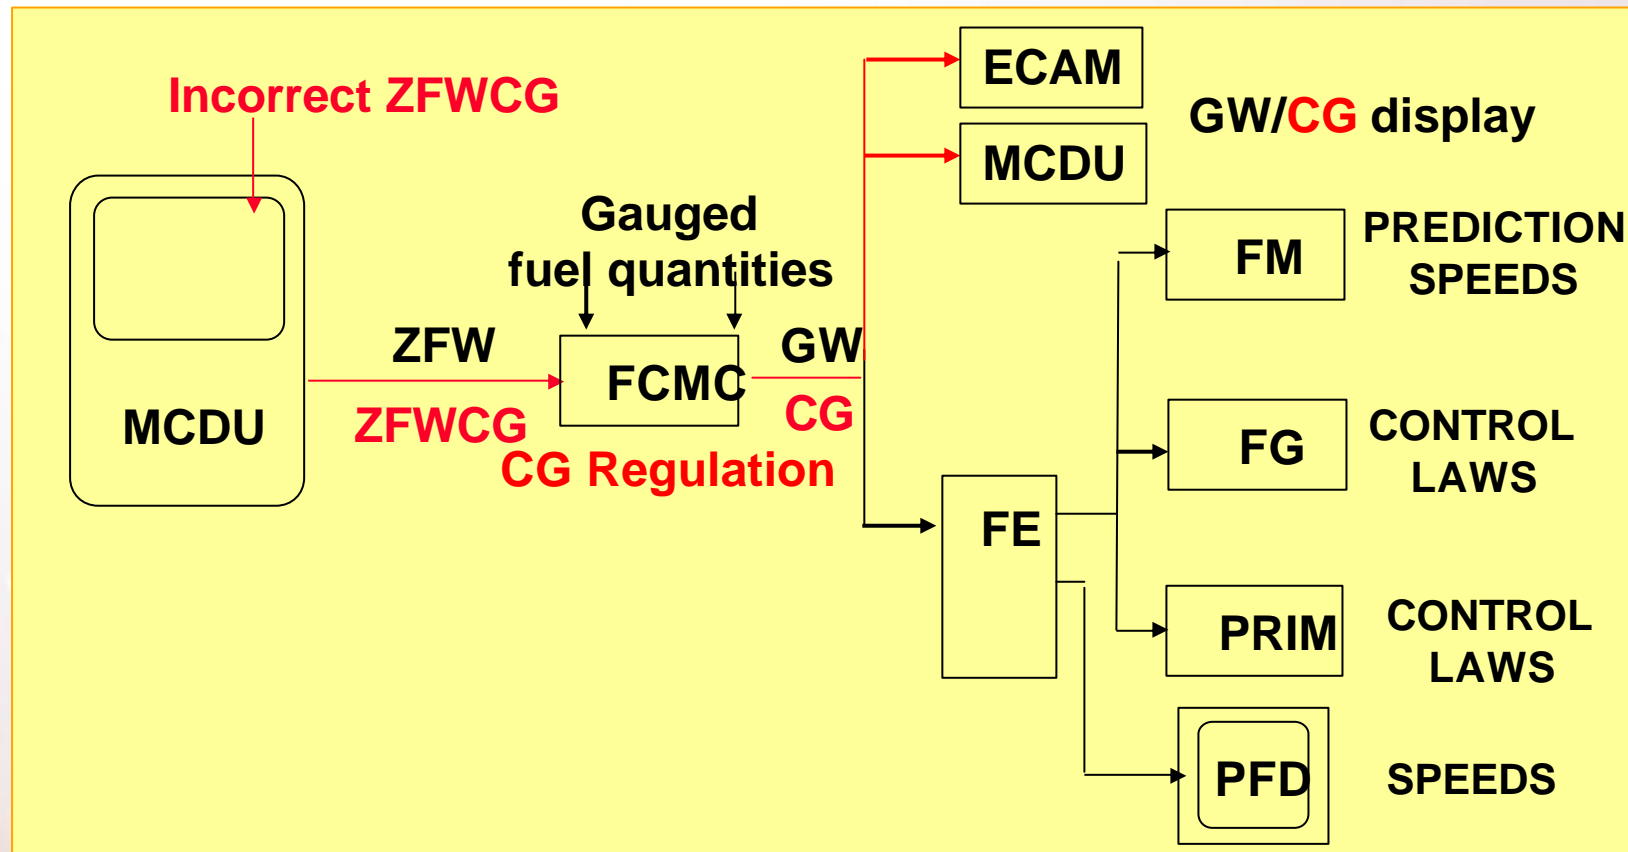 Incorrect ZFWCG
MCDU
ZFW
ZFWCG
Gauged
fuel quantities
FCMC
CG Regulation
GW
CG
ECAM
MCDU
GW/CG display
FE
FM
PREDICTION
SPEEDS
FG
CONTROL
LAWS
PRIM
CONTROL
LAWS
PFD
SPEEDS